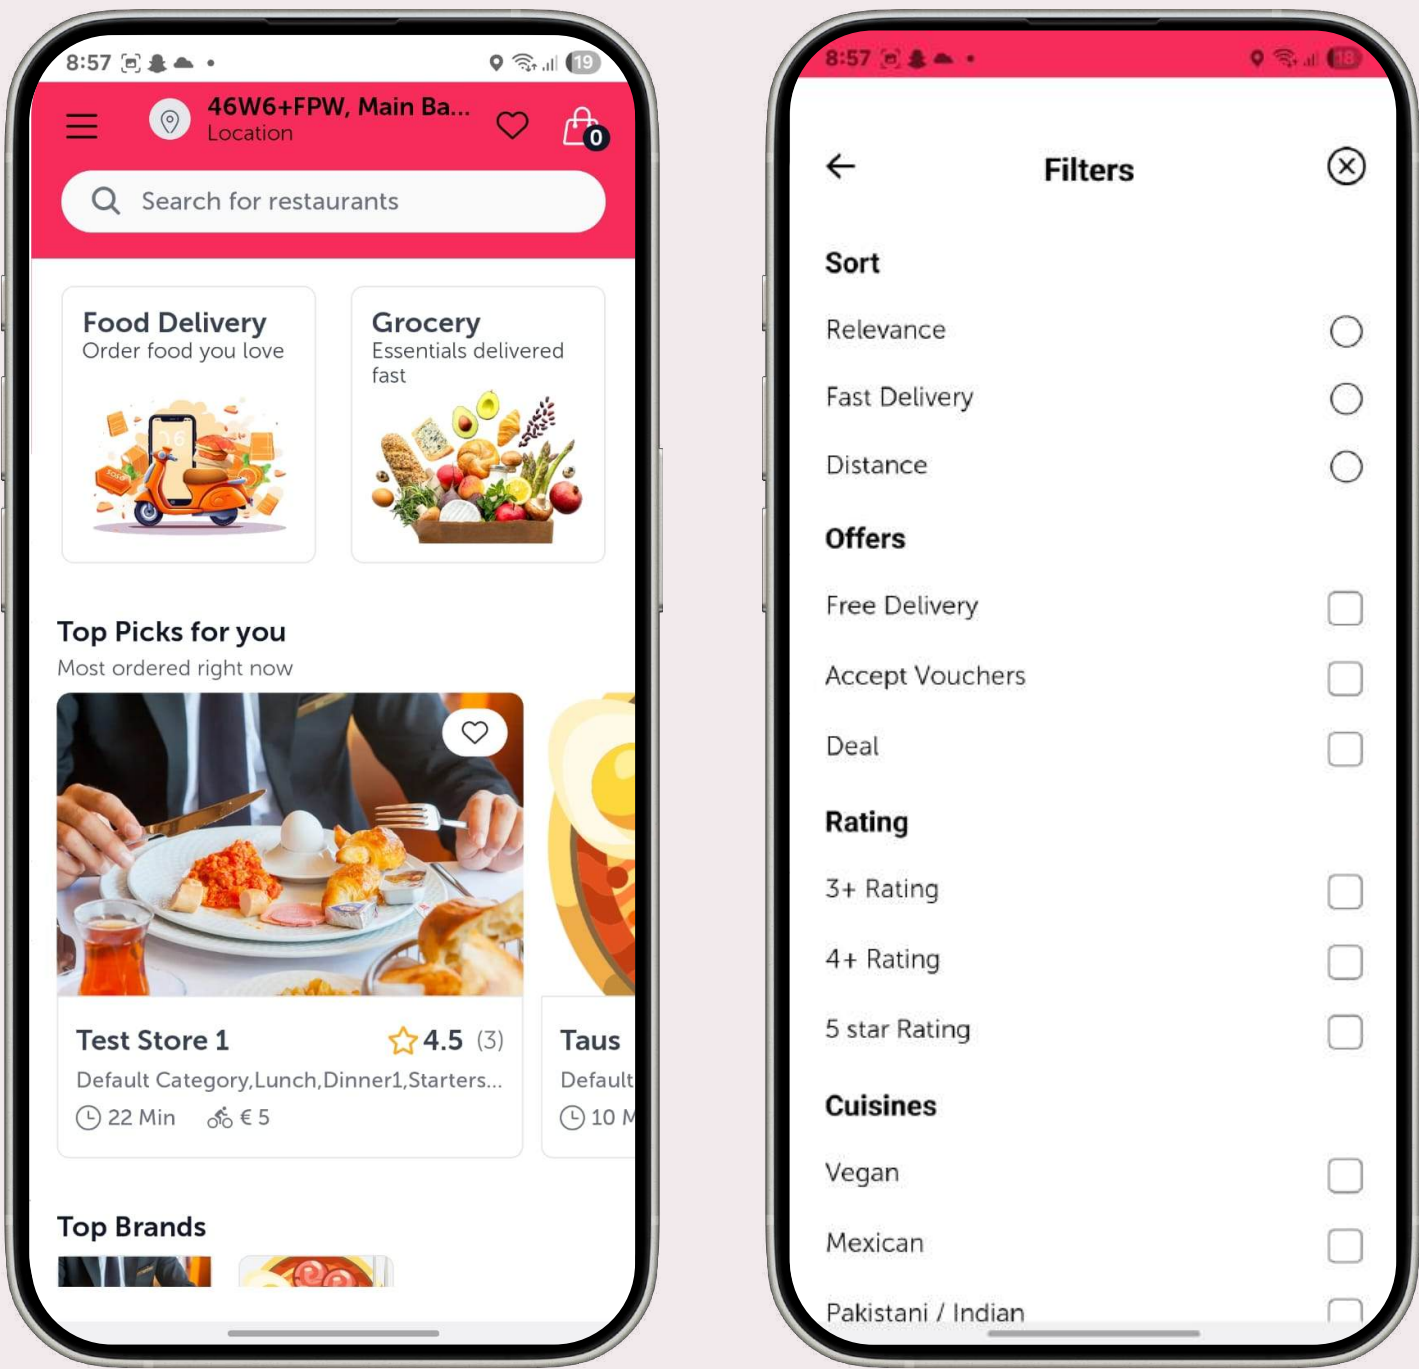 8:57
19
46W6+FPW, Main Ba...
Location
0
Search for restaurants
Food Delivery
Order food you love
Grocery
Essentials delivered
fast
Top Picks for you
Most ordered right now
Test Store 1
4.5 (3)
Default Category,Lunch,Dinner1,Starters...
22 Min
€ 5
Taus
Default
10 M
Top Brands
8:57
18
Filters
Sort
Relevance
Fast Delivery
Distance
Offers
Free Delivery
Accept Vouchers
Deal
Rating
3+ Rating
4+ Rating
5 star Rating
Cuisines
Vegan
Mexican
Pakistani / Indian